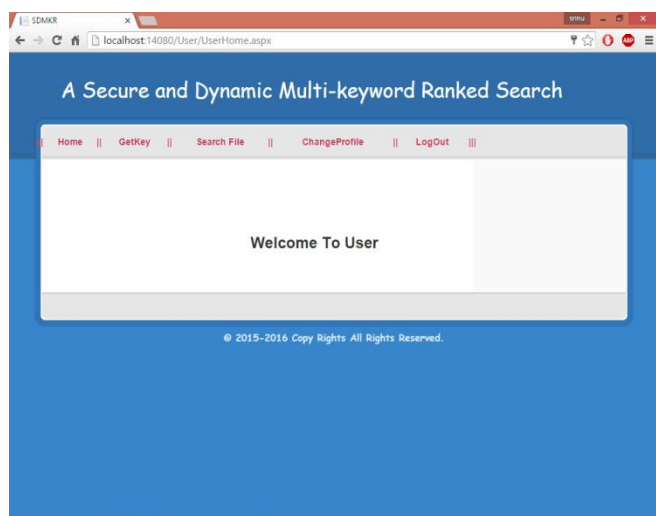 SDMKR
srinu
localhost:14080/User/UserHome.aspx
ABP
A Secure and Dynamic Multi-keyword Ranked Search
|| Home || GetKey || Search File || ChangeProfile || LogOut |||
Welcome To User
© 2015-2016 Copy Rights All Rights Reserved.